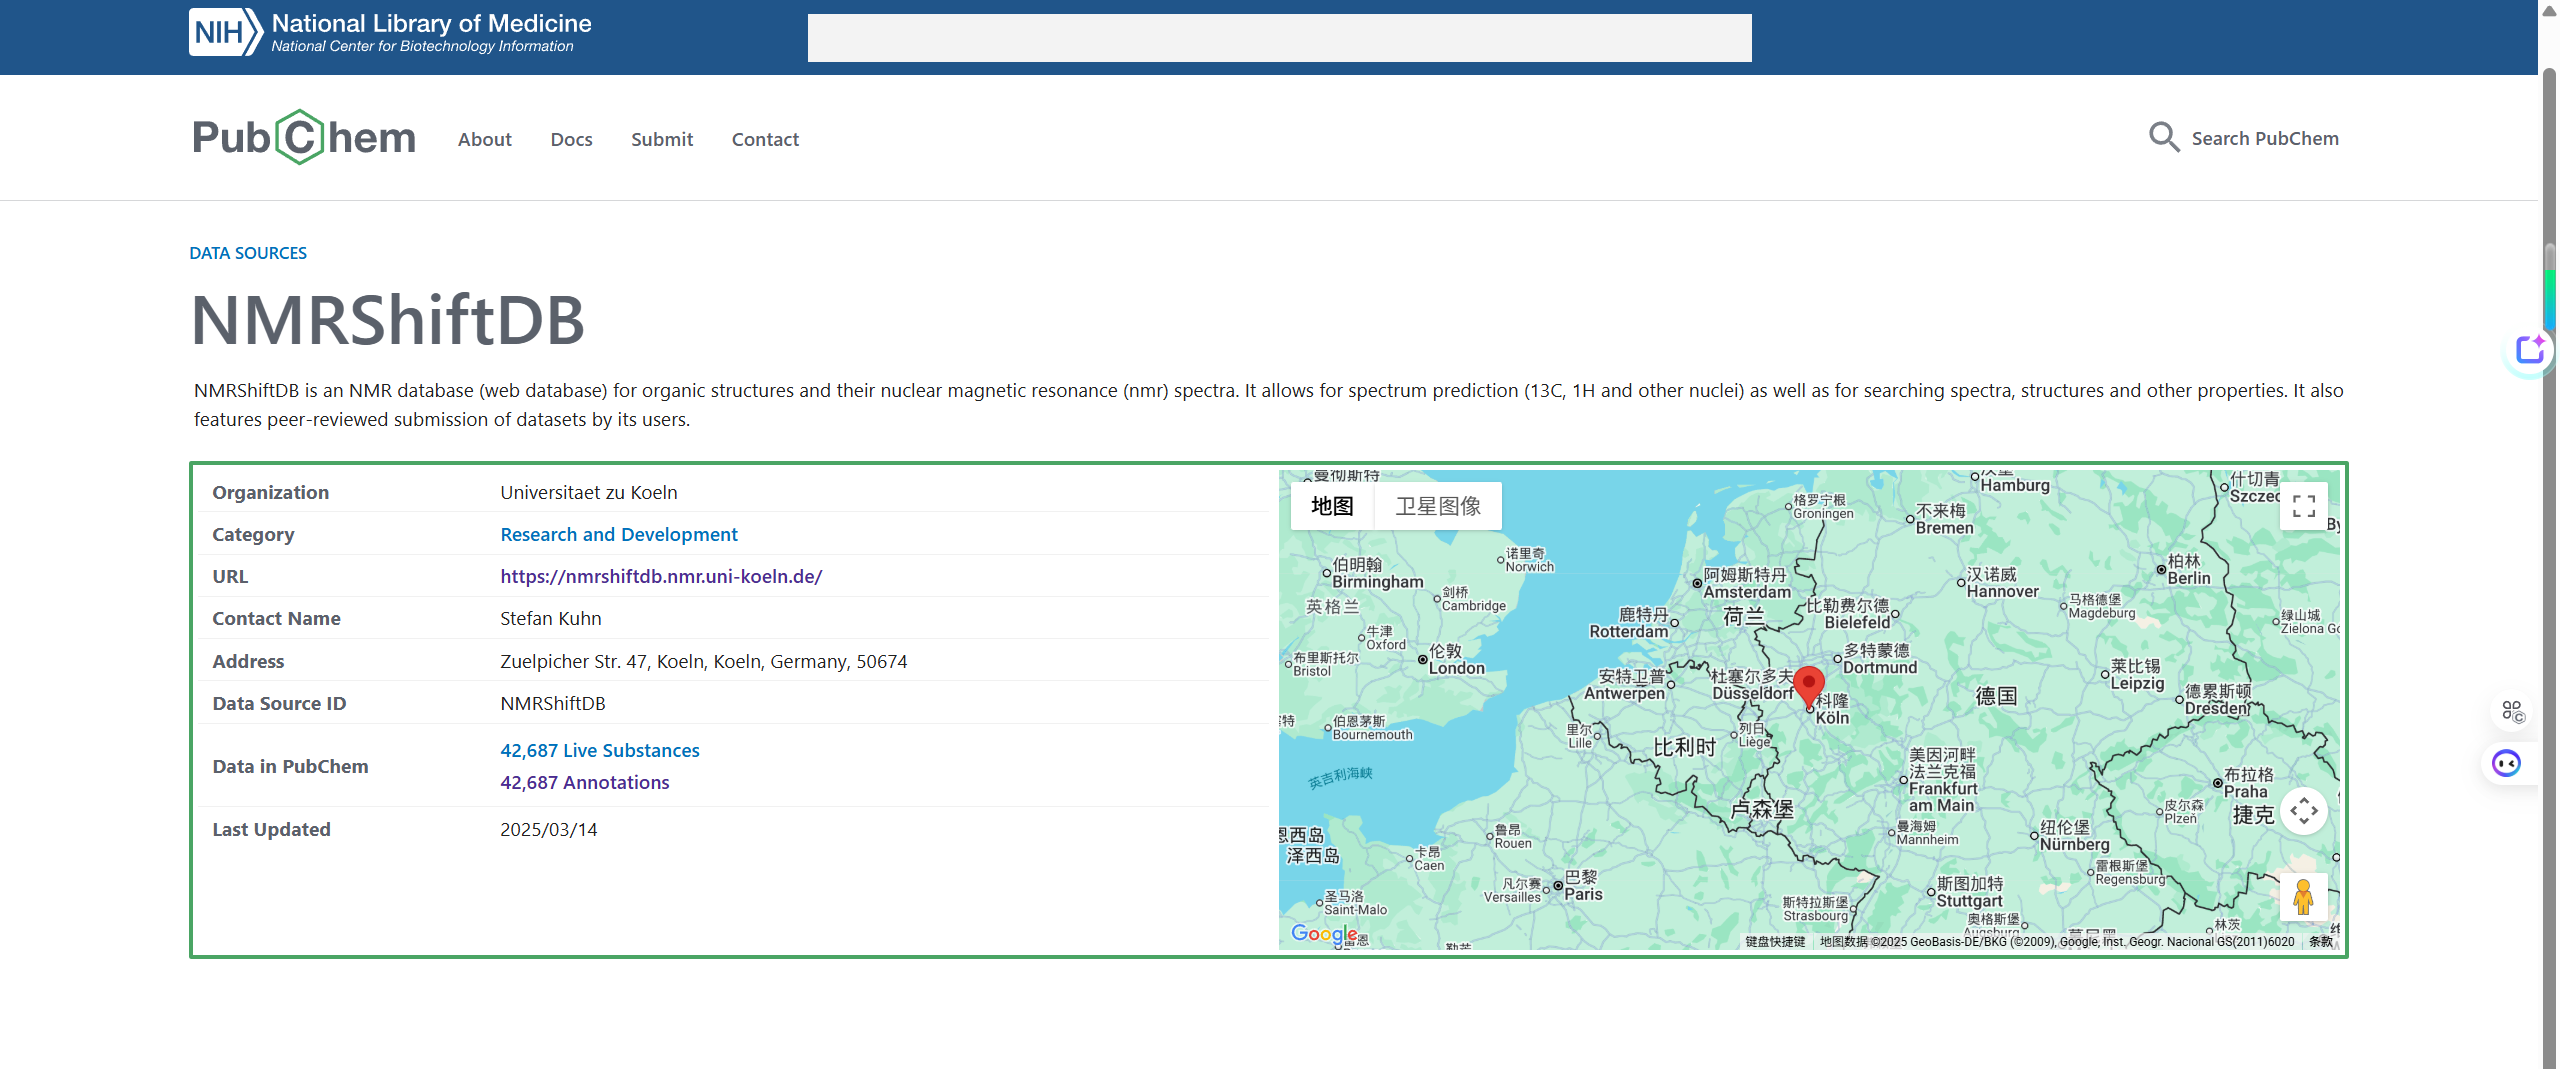 NIH National Library of Medicine
National Center for Biotechnology Information
PubChem
About
Docs
Submit
Contact
Search PubChem
DATA SOURCES
NMRShiftDB
NMRShiftDB is an NMR database (web database) for organic structures and their nuclear magnetic resonance (nmr) spectra. It allows for spectrum prediction (13C, 1H and other nuclei) as well as for searching spectra, structures and other properties. It also
features peer-reviewed submission of datasets by its users.
Organization Universitaet zu Koeln
Category Research and Development
URL https://nmrshiftdb.nmr.uni-koeln.de/
Contact Name Stefan Kuhn
Address Zuelpicher Str. 47, Koeln, Koeln, Germany, 50674
Data Source ID NMRShiftDB
Data in PubChem
42,687 Live Substances
42,687 Annotations
Last Updated 2025/03/14
曼彻斯特
地图
卫星图像
Hamburg
什切青
格罗宁根
Groningen
不来梅
Bremen
诺里奇
Norwich
伯明翰
Birmingham
阿姆斯特丹
Amsterdam
汉诺威
Hannover
柏林
Berlin
剑桥
Cambridge
英格兰
鹿特丹
Rotterdam
荷兰
比勒费尔德
Bielefeld
马格德堡
Magdeburg
绿山城
Zielona
牛津
Oxford
布里斯托尔
Bristol
伦敦
London
多特蒙德
Dortmund
安特卫普
Antwerpen
杜塞尔多夫
Düsseldorf
莱比锡
Leipzig
德国
德累斯顿
Dresden
科隆
Köln
伯恩茅斯
Bournemouth
里尔
Lille
列日
Liège
比利时
英吉利海峡
美因河畔
法兰克福
Frankfurt
am Main
布拉格
Praha
卢森堡
皮尔森
Plzeň
捷克
鲁昂
Rouen
曼海姆
Mannheim
纽伦堡
Nürnberg
恩西岛
泽西岛
卡昂
Caen
雷根斯堡
Regensburg
凡尔赛
Versailles
巴黎
Paris
斯图加特
Stuttgart
圣马洛
Saint-Malo
斯特拉斯堡
Strasbourg
奥格斯堡
Augsburg
林茨
Google
键盘快捷键
地图数据 ©2025 GeoBasis-DE/BKG (©2009), Google, Inst. Geogr. Nacional GS(2011)6020
条款